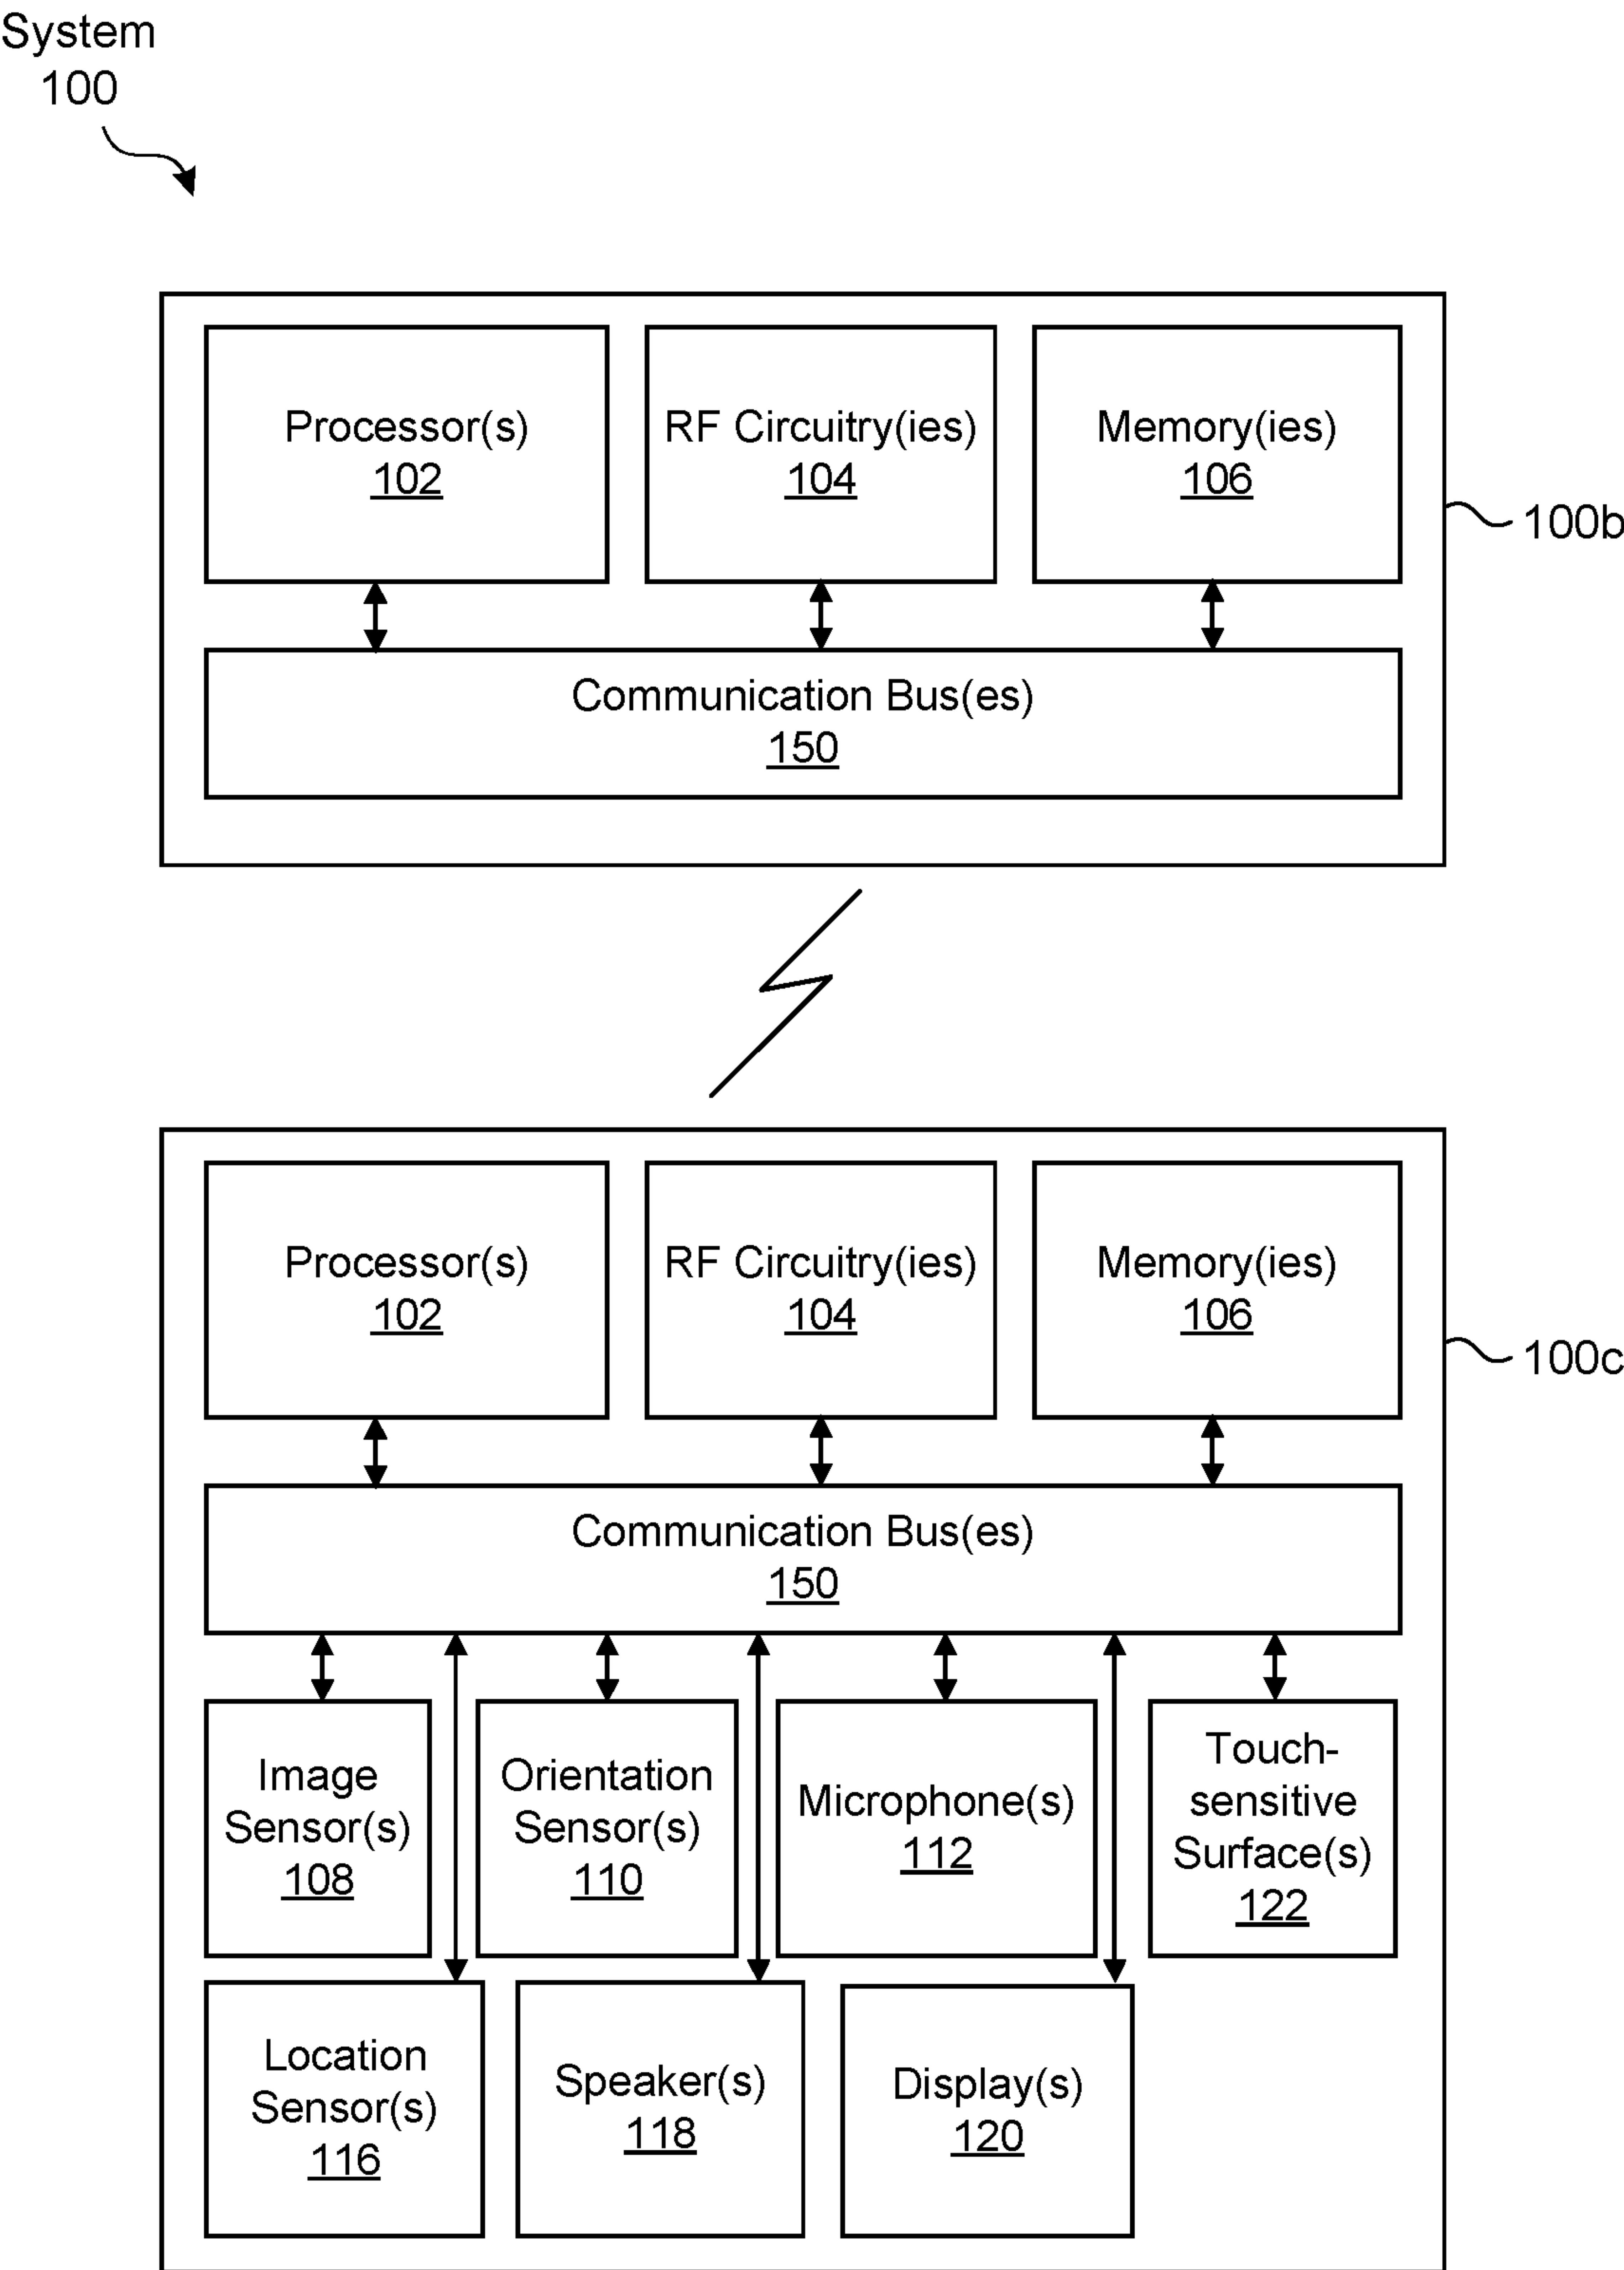 System
100
Processor(s)
102
RF Circuitry(ies)
104
Memory(ies)
106
100b
Communication Bus(es)
150
Processor(s)
102
RF Circuitry(ies)
104
Memory(ies)
106
100c
Communication Bus(es)
150
Image
Sensor(s)
108
Orientation
Sensor(s)
110
Microphone(s)
112
Touch-
sensitive
Surface(s)
122
Location
Sensor(s)
116
Speaker(s)
118
Display(s)
120